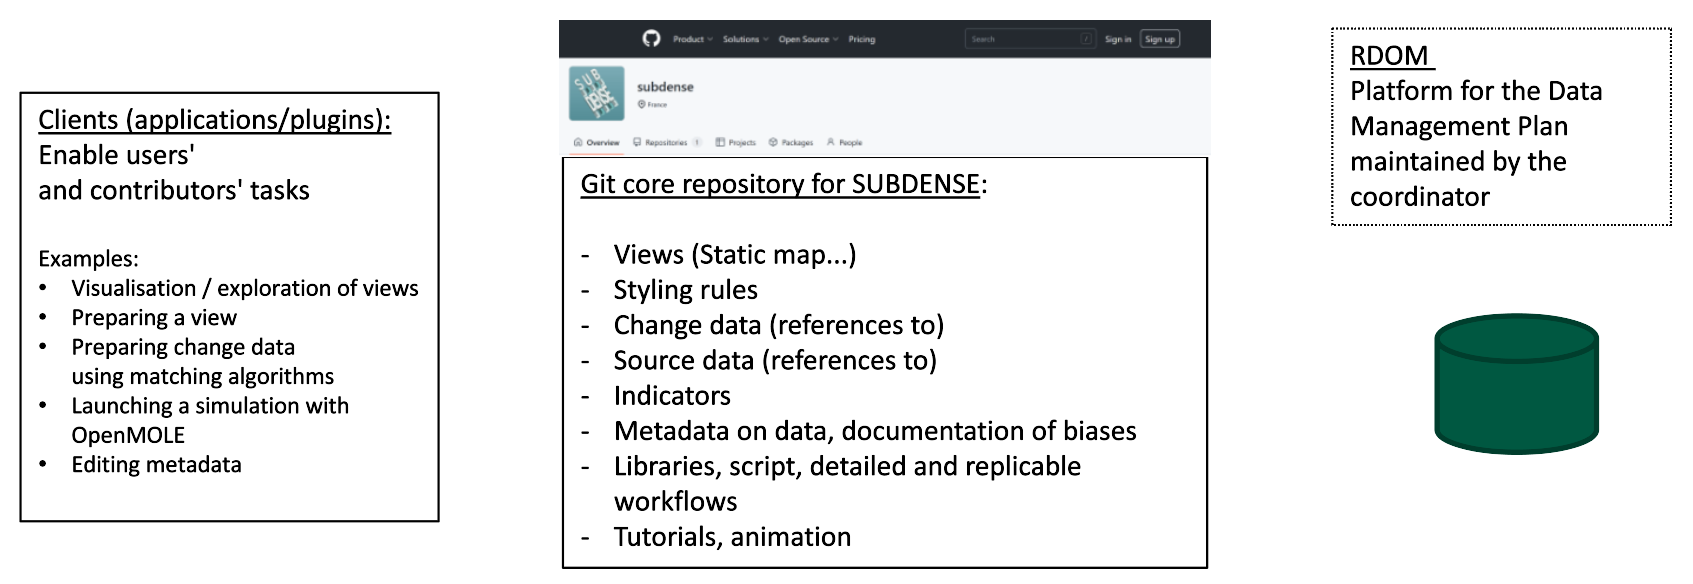 Clients (applications/plugins):
Enable users'
and contributors' tasks
Examples:
• Visualisation / exploration of views
• Preparing a view
• Preparing change data
using matching algorithms
• Launching a simulation with
OpenMOLE
• Editing metadata
Product Solutions Open Source Pricing Search / Sign in Sign up
SUB
DENSE
subdense
France
Overview Repositories 1 Projects Packages People
Git core repository for SUBDENSE:
- Views (Static map...)
- Styling rules
- Change data (references to)
- Source data (references to)
- Indicators
- Metadata on data, documentation of biases
- Libraries, script, detailed and replicable
workflows
- Tutorials, animation
RDOM
Platform for the Data
Management Plan
maintained by the
coordinator